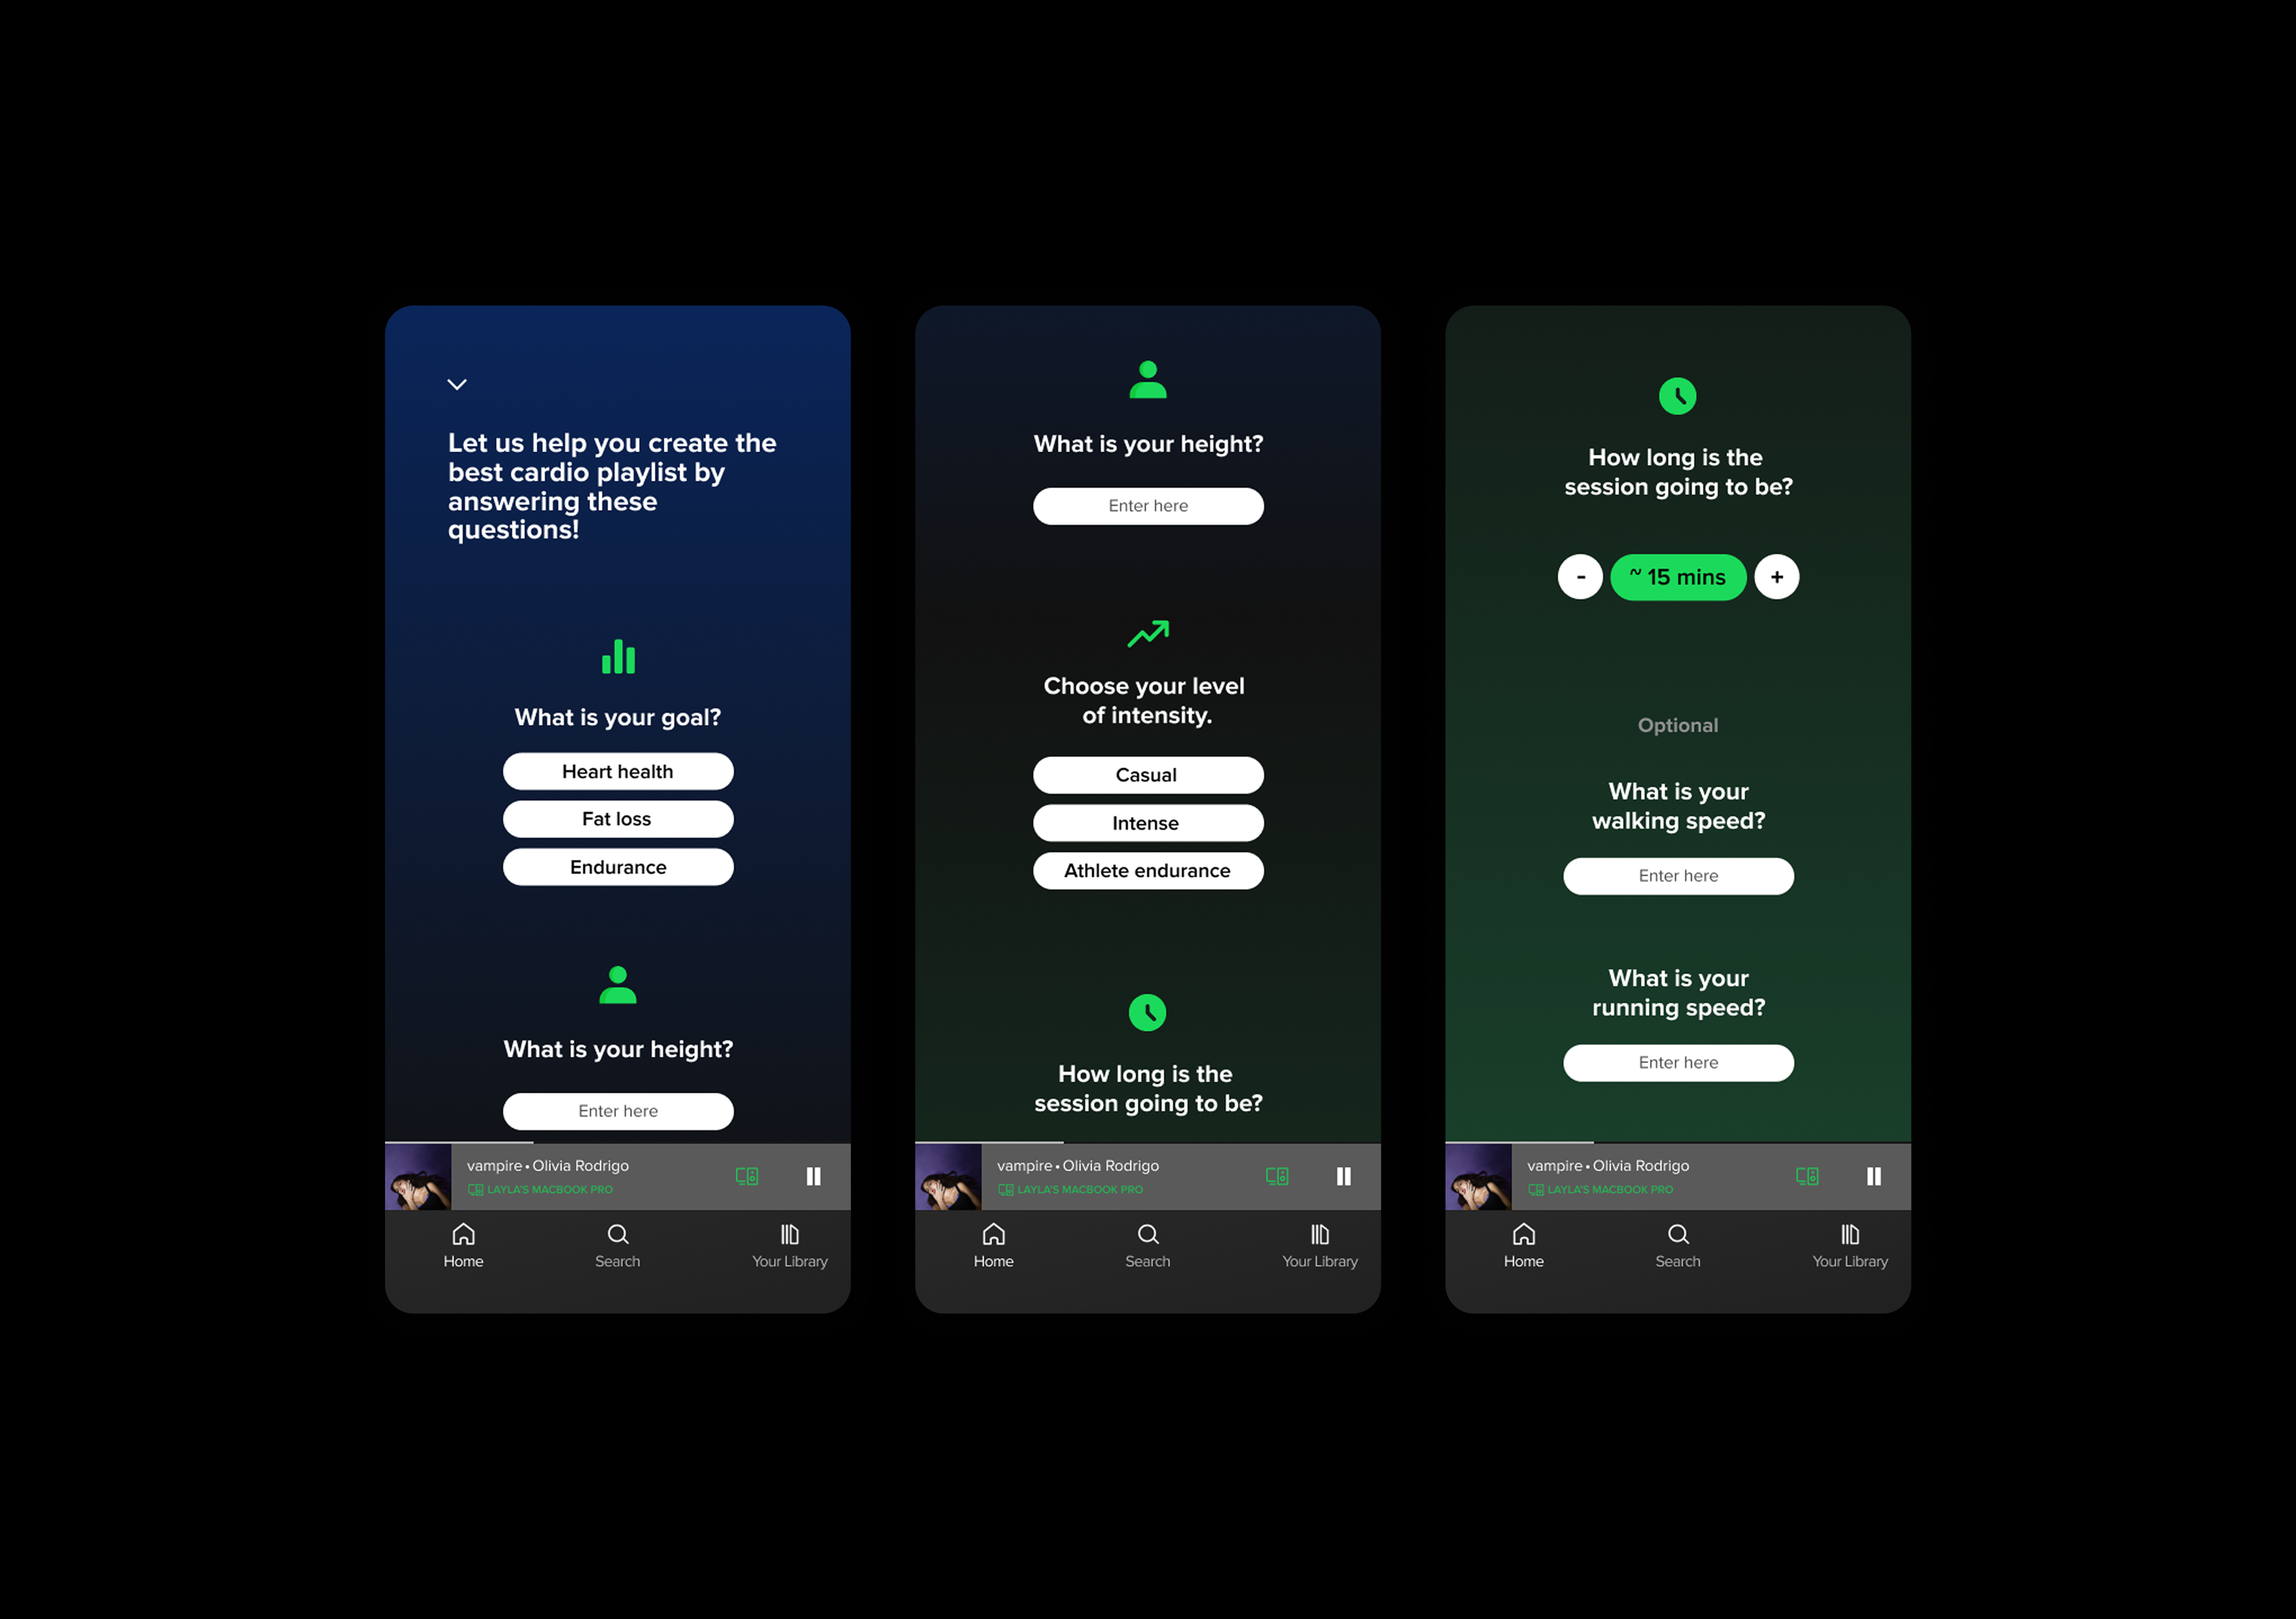 Let us help you create the
best cardio playlist by
answering these
questions!
What is your goal?
Heart health
Fat loss
Endurance
What is your height?
Enter here
vampire • Olivia Rodrigo
LAYLA'S MACBOOK PRO
Home
Search
Your Library
What is your height?
Enter here
Choose your level
of intensity.
Casual
Intense
Athlete endurance
How long is the
session going to be?
vampire • Olivia Rodrigo
LAYLA'S MACBOOK PRO
Home
Search
Your Library
How long is the
session going to be?
- ~ 15 mins +
Optional
What is your
walking speed?
Enter here
What is your
running speed?
Enter here
vampire • Olivia Rodrigo
LAYLA'S MACBOOK PRO
Home
Search
Your Library